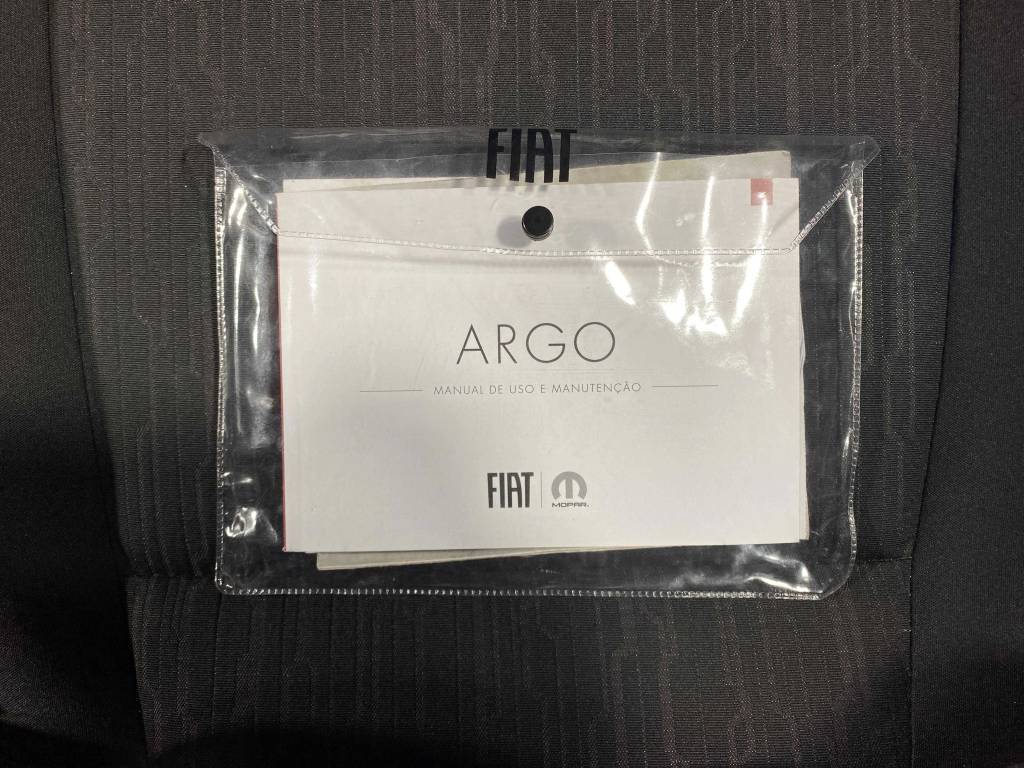 FIAT
ARGO
MANUAL DE USO E MANUTENÇÃO
FIAT MOPAR.